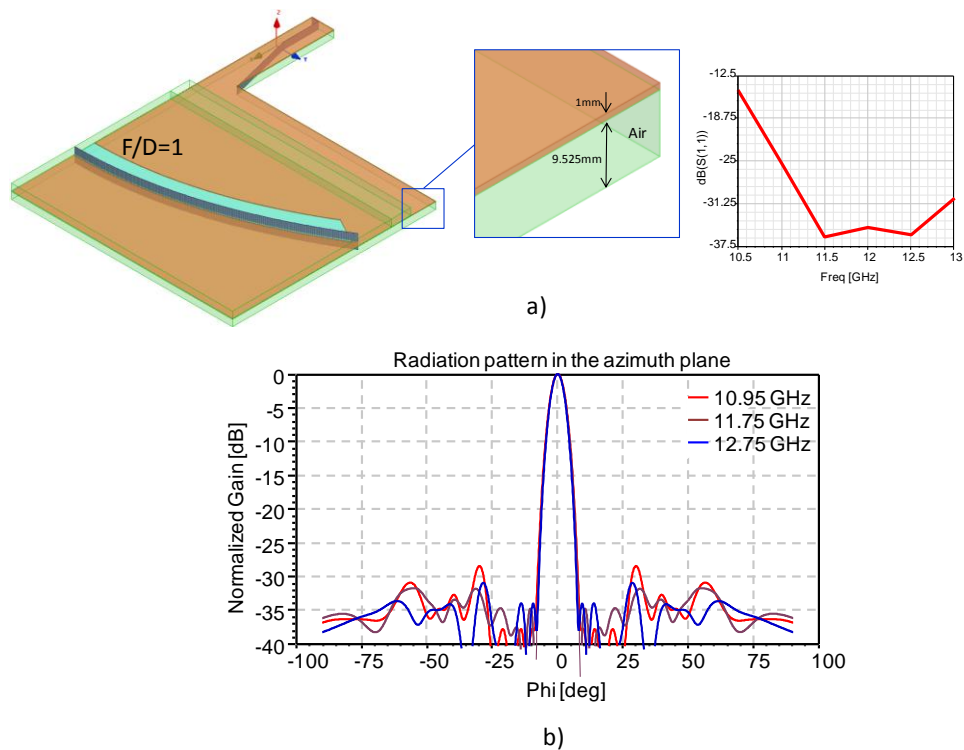 F/D=1
Z
Y
1mm
Air
9.525mm
-12.5
-18.75
-25
-31.25
-37.5
dB(S(1,1))
10.5 11 11.5 12 12.5 13
Freq [GHz]
a)
Radiation pattern in the azimuth plane
0
-5
-10
-15
-20
-25
-30
-35
-40
Normalized Gain [dB]
10.95 GHz
11.75 GHz
12.75 GHz
-100 -75 -50 -25 0 25 50 75 100
Phi [deg]
b)